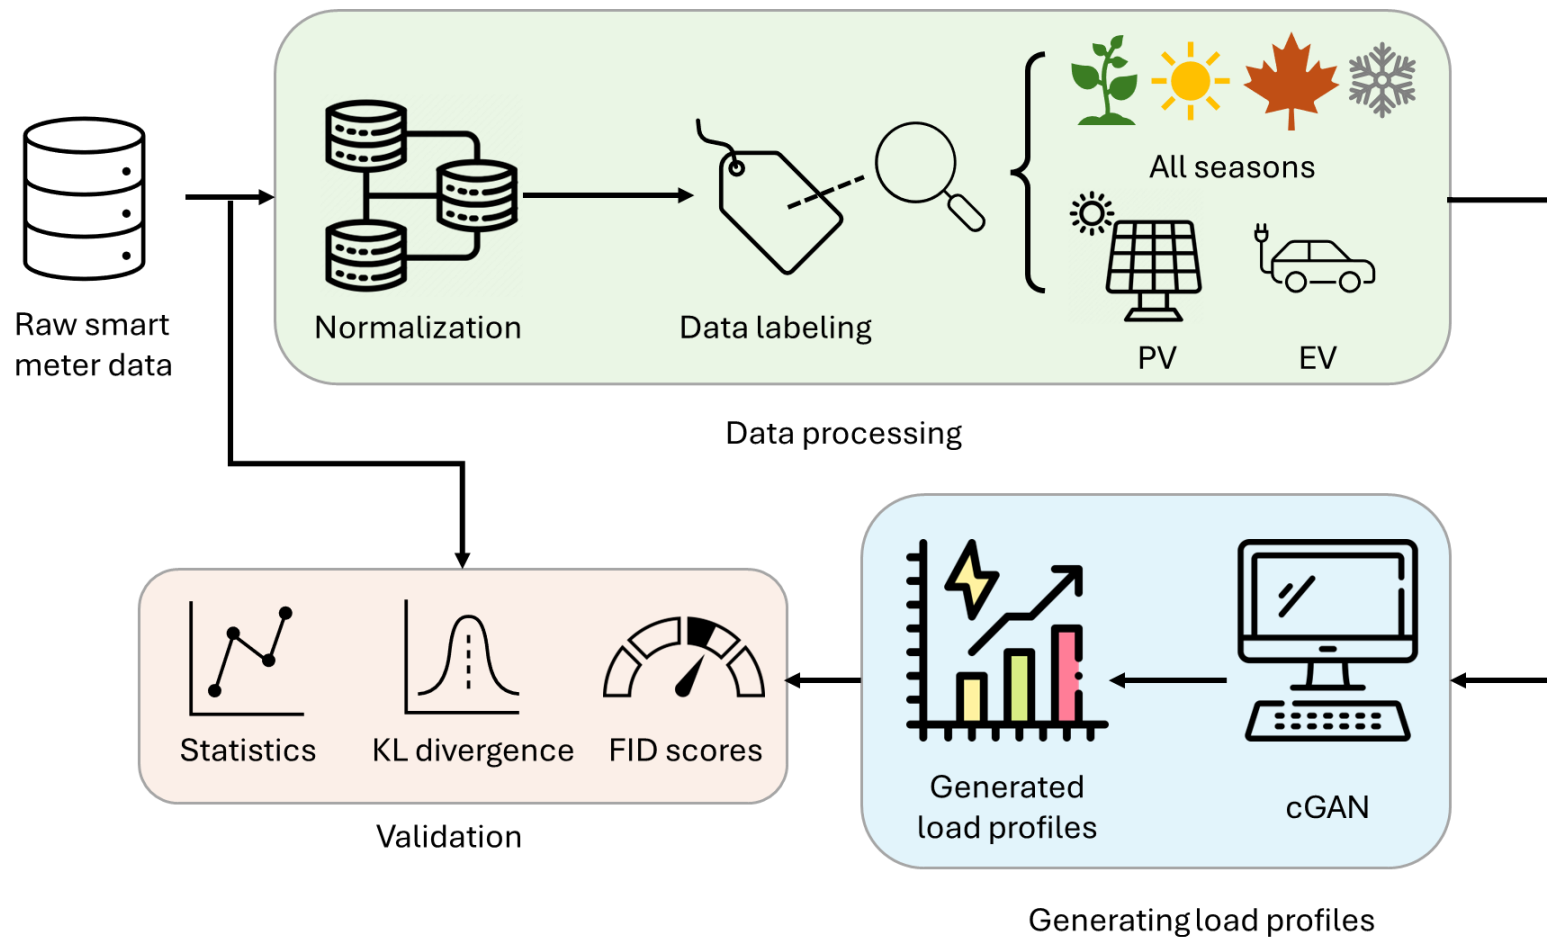 All seasons
Raw smart
meter data
Normalization
Data labeling
PV
EV
Data processing
Statistics
KL divergence
FID scores
Validation
Generated
load profiles
cGAN
Generating load profiles